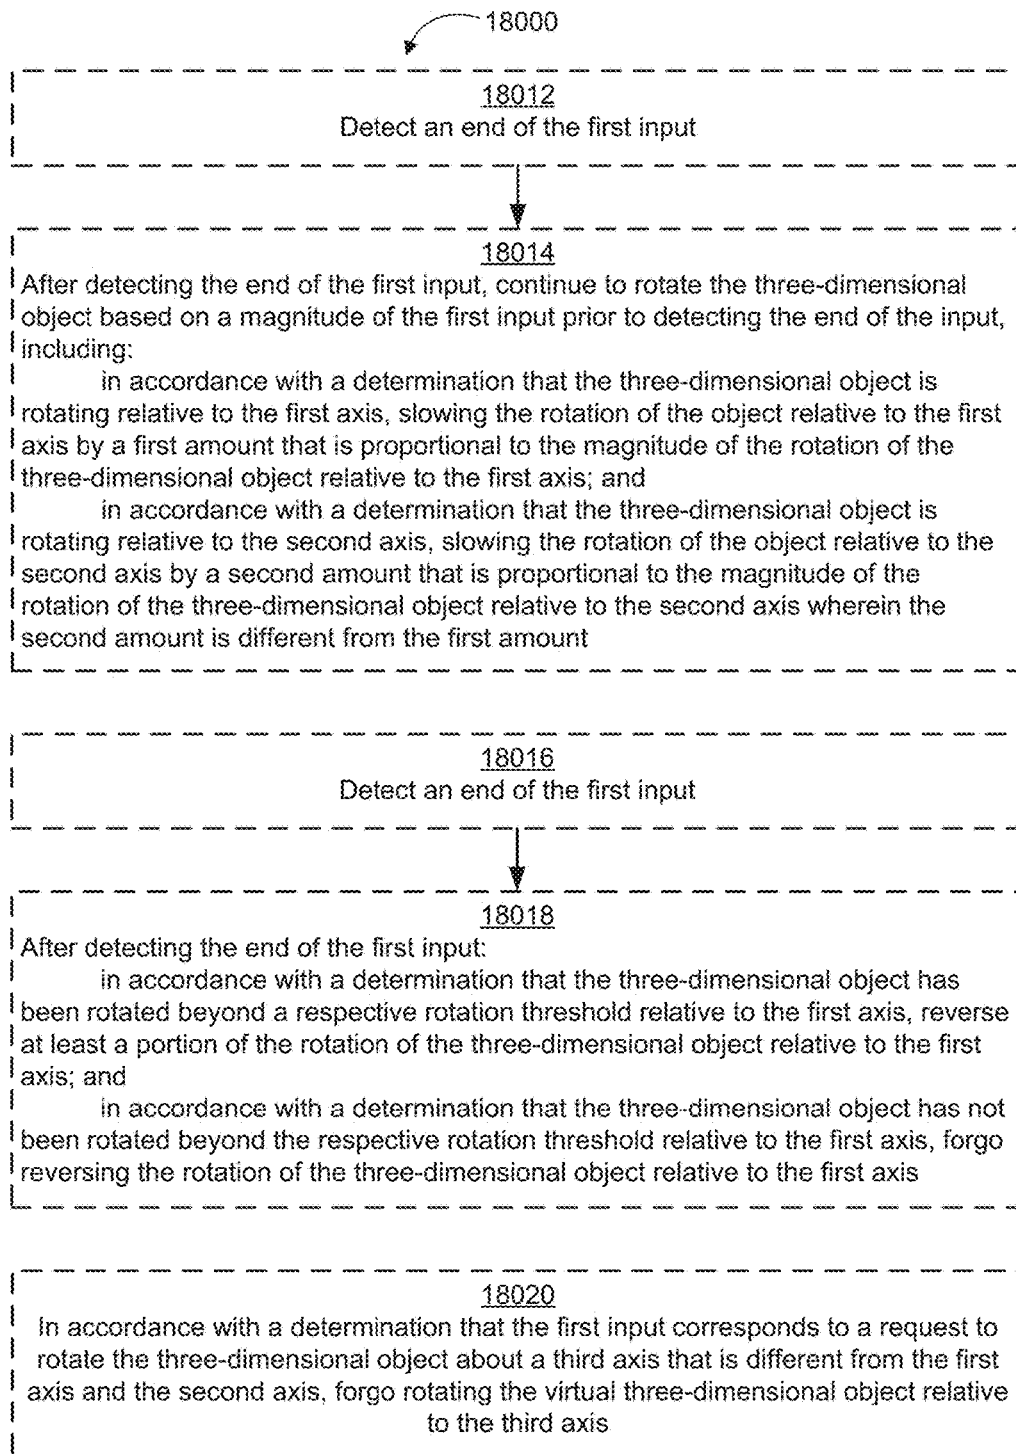 18000
18012
Detect an end of the first input
18014
After detecting the end of the first input, continue to rotate the three-dimensional
object based on a magnitude of the first input prior to detecting the end of the input,
including:
in accordance with a determination that the three-dimensional object is
rotating relative to the first axis, slowing the rotation of the object relative to the first
axis by a first amount that is proportional to the magnitude of the rotation of the
three-dimensional object relative to the first axis; and
in accordance with a determination that the three-dimensional object is
rotating relative to the second axis, slowing the rotation of the object relative to the
second axis by a second amount that is proportional to the magnitude of the
rotation of the three-dimensional object relative to the second axis wherein the
second amount is different from the first amount
18016
Detect an end of the first input
18018
After detecting the end of the first input:
in accordance with a determination that the three-dimensional object has
been rotated beyond a respective rotation threshold relative to the first axis, reverse
at least a portion of the rotation of the three-dimensional object relative to the first
axis; and
in accordance with a determination that the three-dimensional object has not
been rotated beyond the respective rotation threshold relative to the first axis, forgo
reversing the rotation of the three-dimensional object relative to the first axis
18020
In accordance with a determination that the first input corresponds to a request to
rotate the three-dimensional object about a third axis that is different from the first
axis and the second axis, forgo rotating the virtual three-dimensional object relative
to the third axis